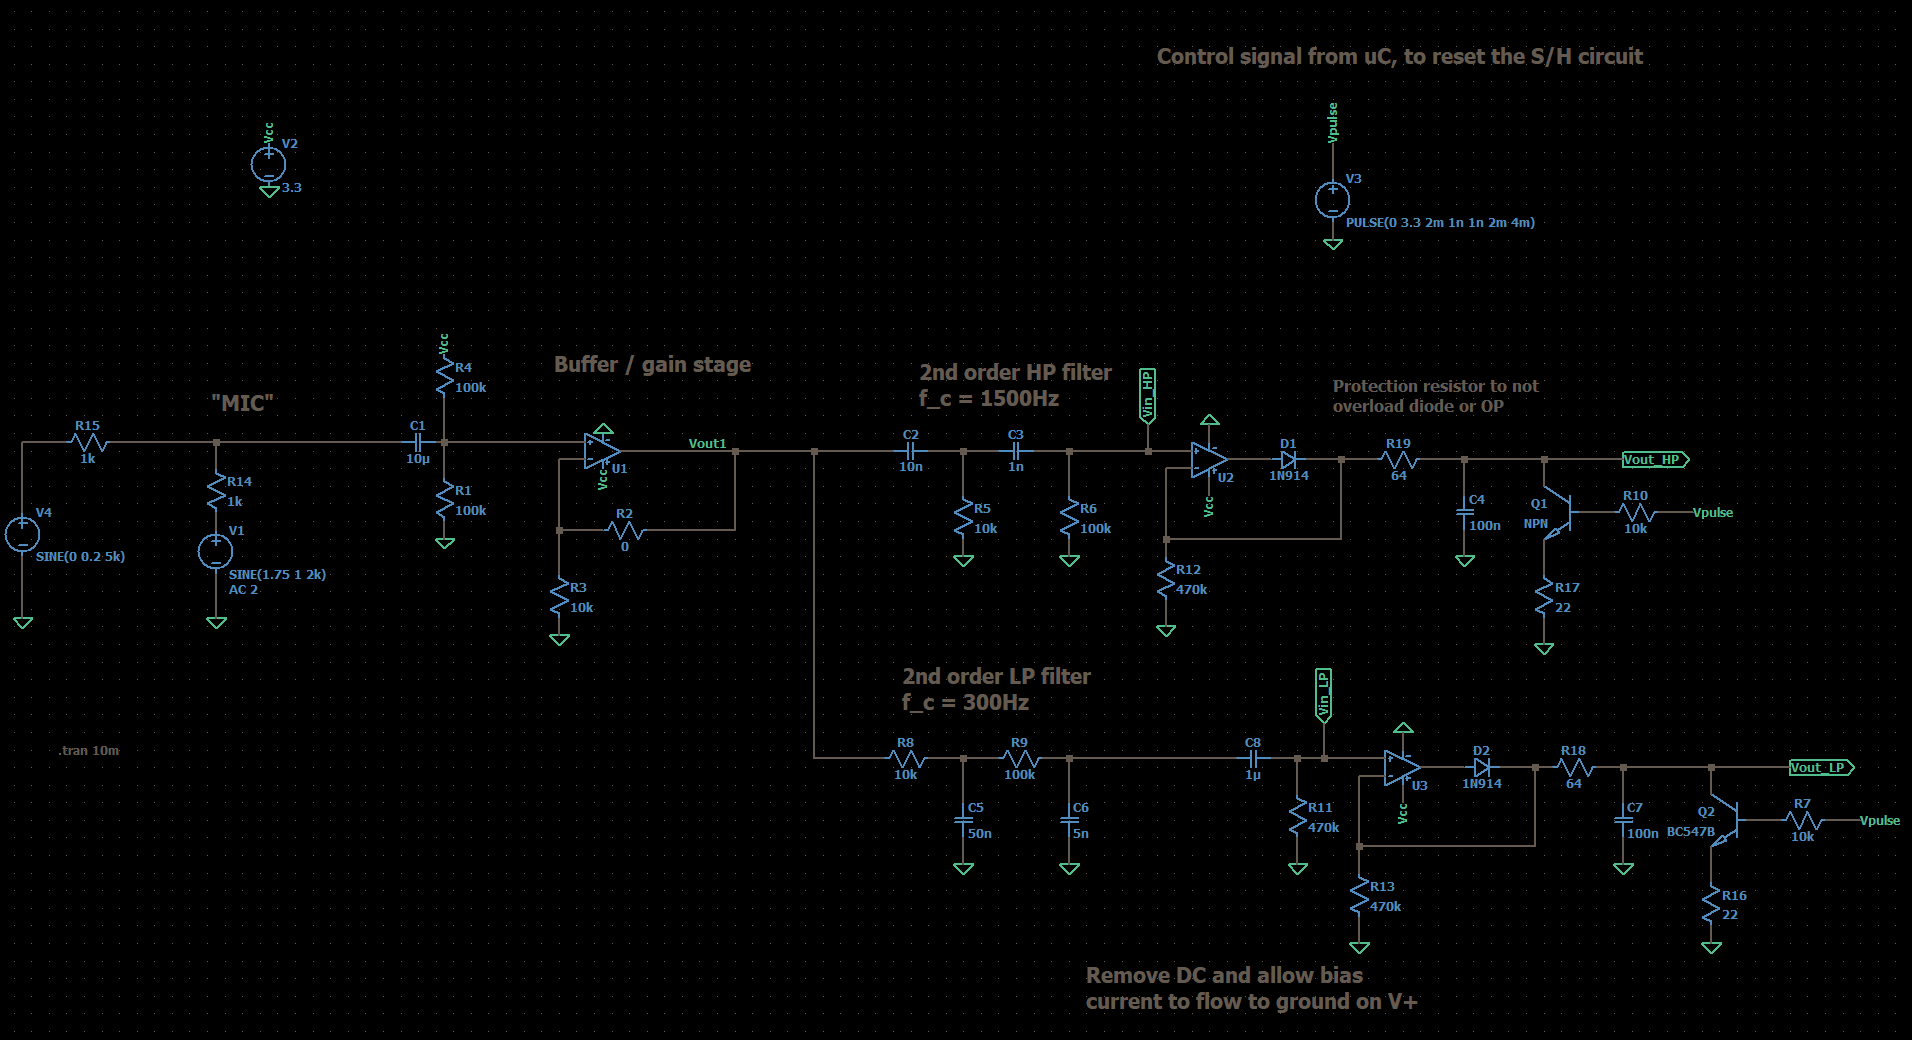 Control signal from uC, to reset the S/H circuit
Vcc
V2
3.3
Vpulse
V3
PULSE(0 3.3 2m 1n 1n 2m 4m)
"MIC"
R15
1k
V4
SINE(0 0.2 5k)
R14
1k
V1
SINE(1.75 1 2k)
AC 2
.tran 10m
C1
10µ
Vcc
R4
100k
R1
100k
Buffer / gain stage
U1
Vcc
Vout1
R2
0
R3
10k
2nd order HP filter
f_c = 1500Hz
C2
10n
C3
1n
R5
10k
R6
100k
Vin_HP
U2
Vcc
R12
470k
D1
1N914
Protection resistor to not
overload diode or OP
R19
64
C4
100n
Vout_HP
Q1
NPN
R10
10k
Vpulse
R17
22
2nd order LP filter
f_c = 300Hz
R8
10k
R9
100k
C5
50n
C6
5n
C8
1µ
Vin_LP
R11
470k
U3
Vcc
R13
470k
D2
1N914
R18
64
C7
100n
Vout_LP
Q2
BC547B
R7
10k
Vpulse
R16
22
Remove DC and allow bias
current to flow to ground on V+